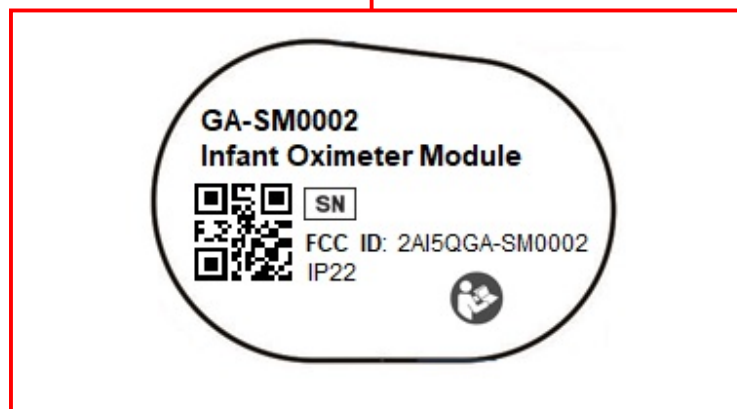 GA-SM0002
Infant Oximeter Module
SN
FCC ID: 2AI5QGA-SM0002
IP22